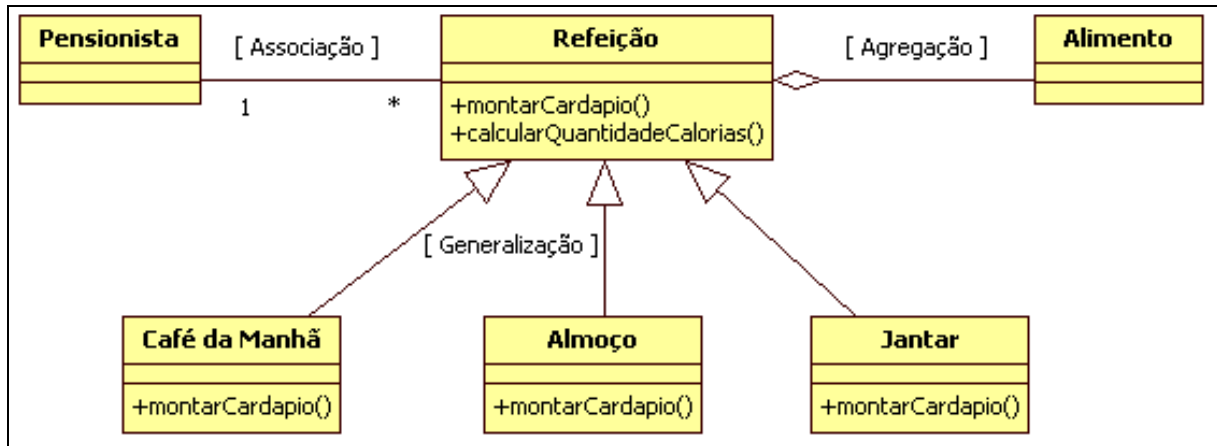 Pensionista
[ Associação ]
1
*
Refeição
+montarCardapio()
+calcularQuantidadeCalorias()
[ Agregação ]
Alimento
[ Generalização ]
Café da Manhã
+montarCardapio()
Almoço
+montarCardapio()
Jantar
+montarCardapio()